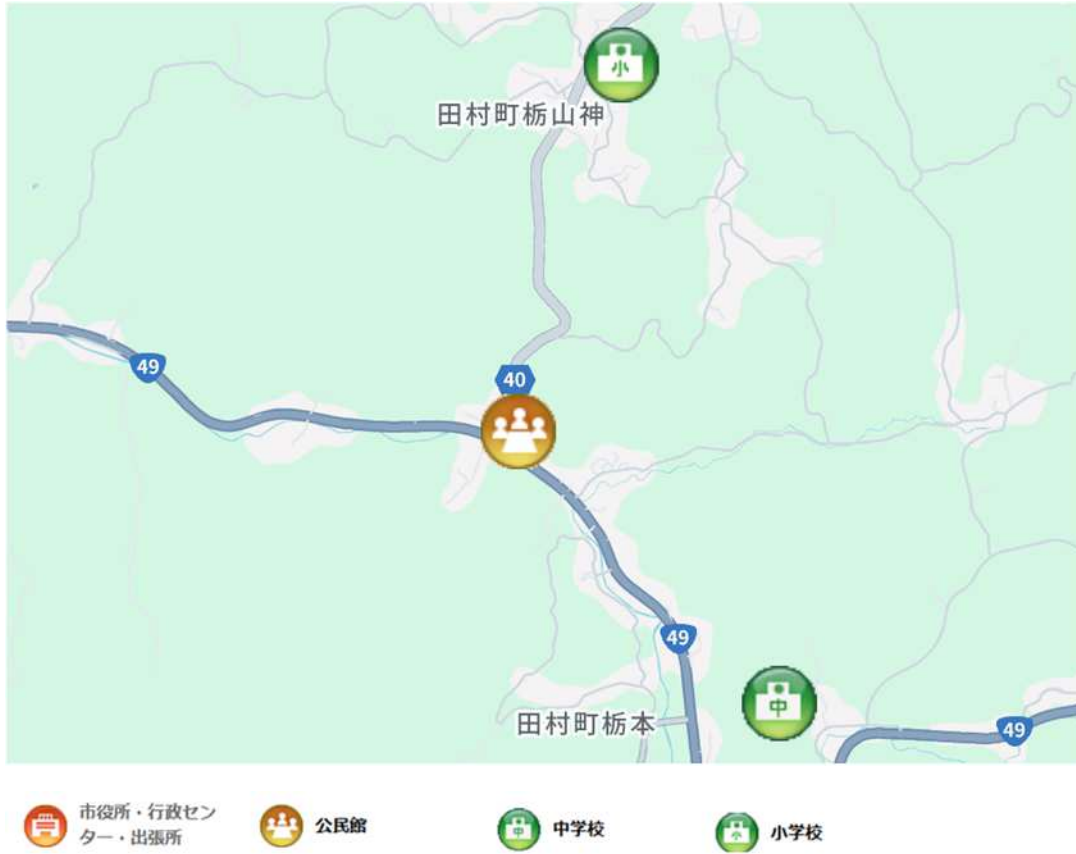 小
田村町栃山神
49
40
49
中
田村町栃本
49
市役所・行政セン
ター・出張所
公民館
中
中学校
小
小学校